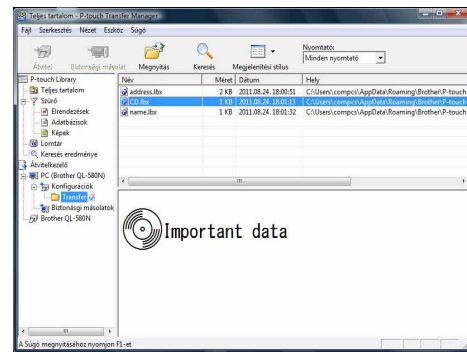 Teljes tartalom - P-touch Transfer Manager
Fájl Szerkesztés Nézet Eszköz Súgó
Átvitel Biztonsági másolat Megnyitás Keresés Megjelenítési stílus
Nyomtató:
Minden nyomtató
P-touch Library
Teljes tartalom
Szűrő
Elrendezések
Adatbázisok
Képek
Lomtár
Keresés eredménye
Átvitelkezelő
PC (Brother QL-580N)
Konfigurációk
Transfer
Biztonsági másolatok
Brother QL-580N
Név Méret Dátum Hely
address.lbx 2 KB 2011.08.24. 18:00:51 C:\Users\compcs\AppData\Roaming\Brother\P-touch
CD.lbx 1 KB 2011.08.24. 18:01:11 C:\Users\compcs\AppData\Roaming\Brother\P-touch
name.lbx 1 KB 2011.08.24. 18:01:32 C:\Users\compcs\AppData\Roaming\Brother\P-touch
Important data
A Súgó megnyitásához nyomjon F1-et